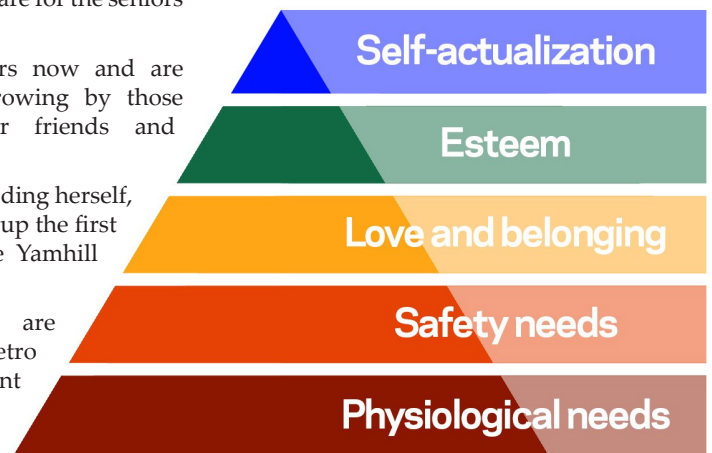 are for the seniors
rs now and are
rowing by those
r friends and
ding herself,
up the first
e Yamhill
are
etro
nt
Self-actualization
Esteem
Love and belonging
Safety needs
Physiological needs